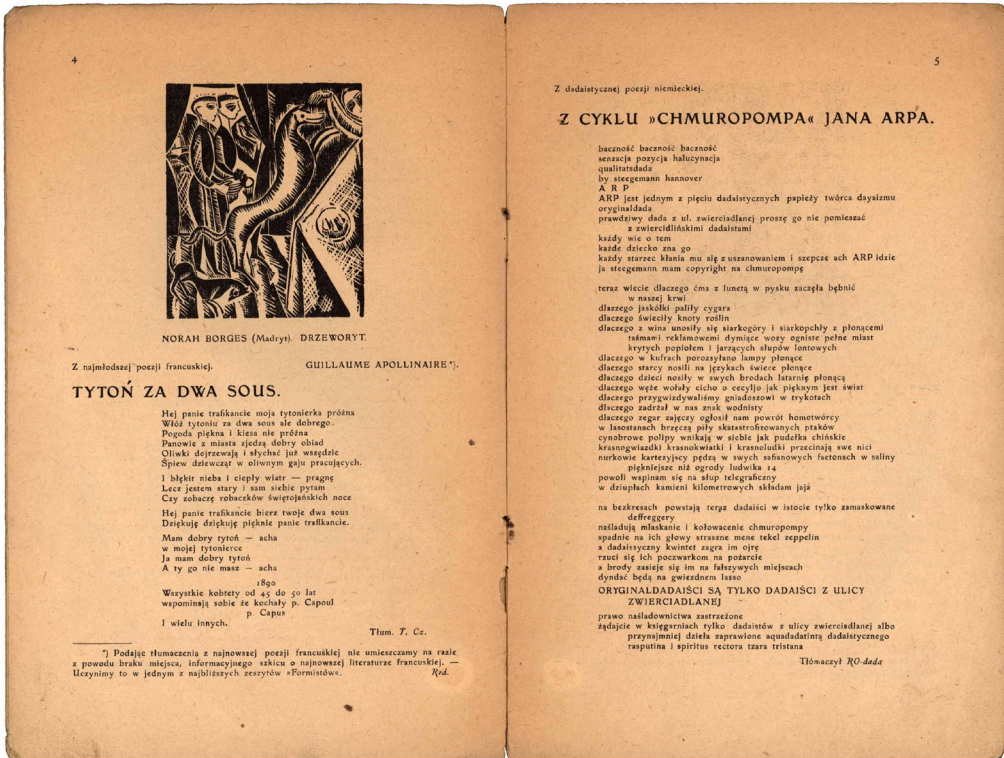 4
NORAH BORGES (Madryt). DRZEWORYT.
Z najmłodszej poezji francuskiej.
GUILLAUME APOLLINAIRE *).
TYTOŃ ZA DWA SOUS.
Hej panie trafikancie moja tytonierka próżna
Włóż tytoniu za dwa sous ale dobrego.
Pogoda piękna i kiesa nie próżna
Panowie z miasta zjedzą dobry obiad
Oliwki dojrzewają i słychać już wszędzie
Śpiew dziewcząt w oliwnym gaju pracujących.
I błękit nieba i ciepły wiatr — pragnę
Lecz jestem stary i sam siebie pytam
Czy zobaczę robaczków świętojańskich noce
Hej panie trafikancie bierz twoje dwa sous
Dziękuję dziękuję pięknie panie trafikancie.
Mam dobry tytoń — acha
w mojej tytonierce
Ja mam dobry tytoń
A ty go nie masz — acha
1890
Wszystkie kobiety od 45 do 50 lat
wspominają sobie że kochały p. Capoul
p. Capus
I wielu innych.
Tłum. T. Cz.
*) Podając tłumaczenia z najnowszej poezji francuśkiej nie umieszczamy na razie
z powodu braku miejsca, informacyjnego szkicu o najnowszej literaturze francuskiej. —
Uczynimy to w jednym z najbliższych zeszytów »Formistów«.
Red.
5
Z dadaistycznej poezji niemieckiej.
Z CYKLU »CHMUROPOMPA« JANA ARPA.
baczność baczność baczność
senzacja pozycja halucynacja
qualitatsdada
by steegemann hannover
A R P
ARP jest jednym z pięciu dadaistycznych papieży twórca dayaizmu
oryginaldada
prawdziwy dada z ul. zwierciadlanej proszę go nie pomieszać
z zwiercidlińskimi dadaistami
każdy wie o tem
każde dziecko zna go
każdy starzec kłania mu się z uszanowaniem i szepcze ach ARP idzie
ja steegemann mam copyright na chmuropompę
teraz wiecie dlaczego ćma z lunetą w pysku zaczęła bębnić
w naszej krwi
dlazzego jaskółki paliły cygara
dlaczego świeciły knoty roślin
dlaczego z wina unosiły się siarkogóry i siarkopchły z płonącemi
taśmami reklamowemi dymiące wozy ogniste pełne miast
krytych popiołem i jarzących słupów lontowych
dlaczego w kufrach porozsyłano lampy płonące
dlaczego starcy nosili na językach świece płonące
dlaczego dzieci nosiły w swych brodach latarnię płonącą
dlaczego węże wołały cicho o cecyljo jak pięknym jest świat
dlaczego przygwizdywaliśmy gniadoszowi w trykotach
dlaczego zadrżał w nas znak wodnisty
dlaczego zegar zajęczy ogłosił nam powrót homotwórcy
w lasostanach brzęczą piły skatastrofizowanych ptaków
cynobrowe polipy wnikają w siebie jak pudełka chińskie
krasnogwiazdki krasnokwiatki i krasnoludki przecinają swe nici
nurkowie kartezyjscy pędzą w swych safianowych faetonach w saliny
piękniejsze niż ogrody ludwika 14
powoli wspinam się na słup telegraficzny
w dziuplach kamieni kilometrowych składam jaja
na bezkresach powstają teraz dadaiści w istocie tylko zamaskowane
deffreggery
naśladują mlaskanie i kołowacenie chmuropompy
spadnie na ich głowy straszne mene tekel zeppelin
a dadaissyczny kwintet zagra im ojrę
rzuci się ich poczwarkom na pożarcie
a brody zasieje się im na fałszywych miejscach
dyndać będą na gwiezdnem lasso
ORYGINALDADAIŚCI SĄ TYLKO DADAIŚCI Z ULICY
ZWIERCIADLANEJ
prawo naśladownictwa zastrzeżone
żądajcie w księgarniach tylko dadaistów z ulicy zwierciadlanej albo
przynajmniej dzieła zaprawione aquadadatintą dadaistycznego
rasputina i spiritus rectora tzara tristana
Tłómaczył RO-dada